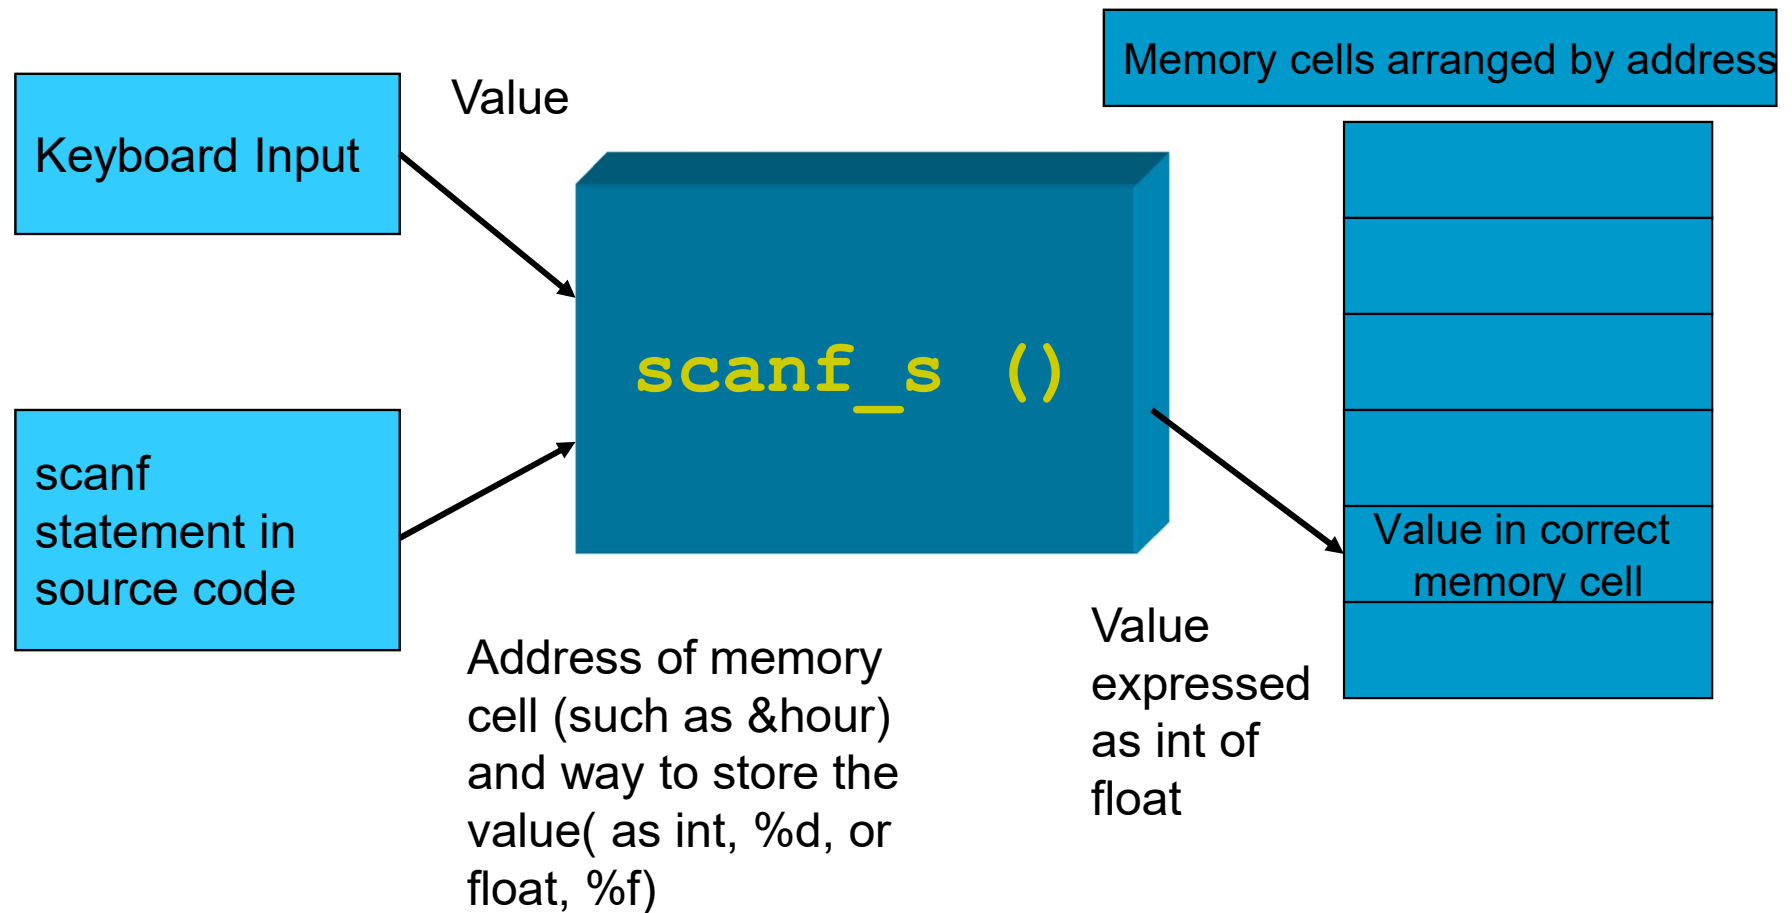 Memory cells arranged by address
Keyboard Input
Value
scanf_s ()
scanf
statement in
source code
Value in correct
memory cell
Address of memory
cell (such as &hour)
and way to store the
value( as int, %d, or
float, %f)
Value
expressed
as int of
float